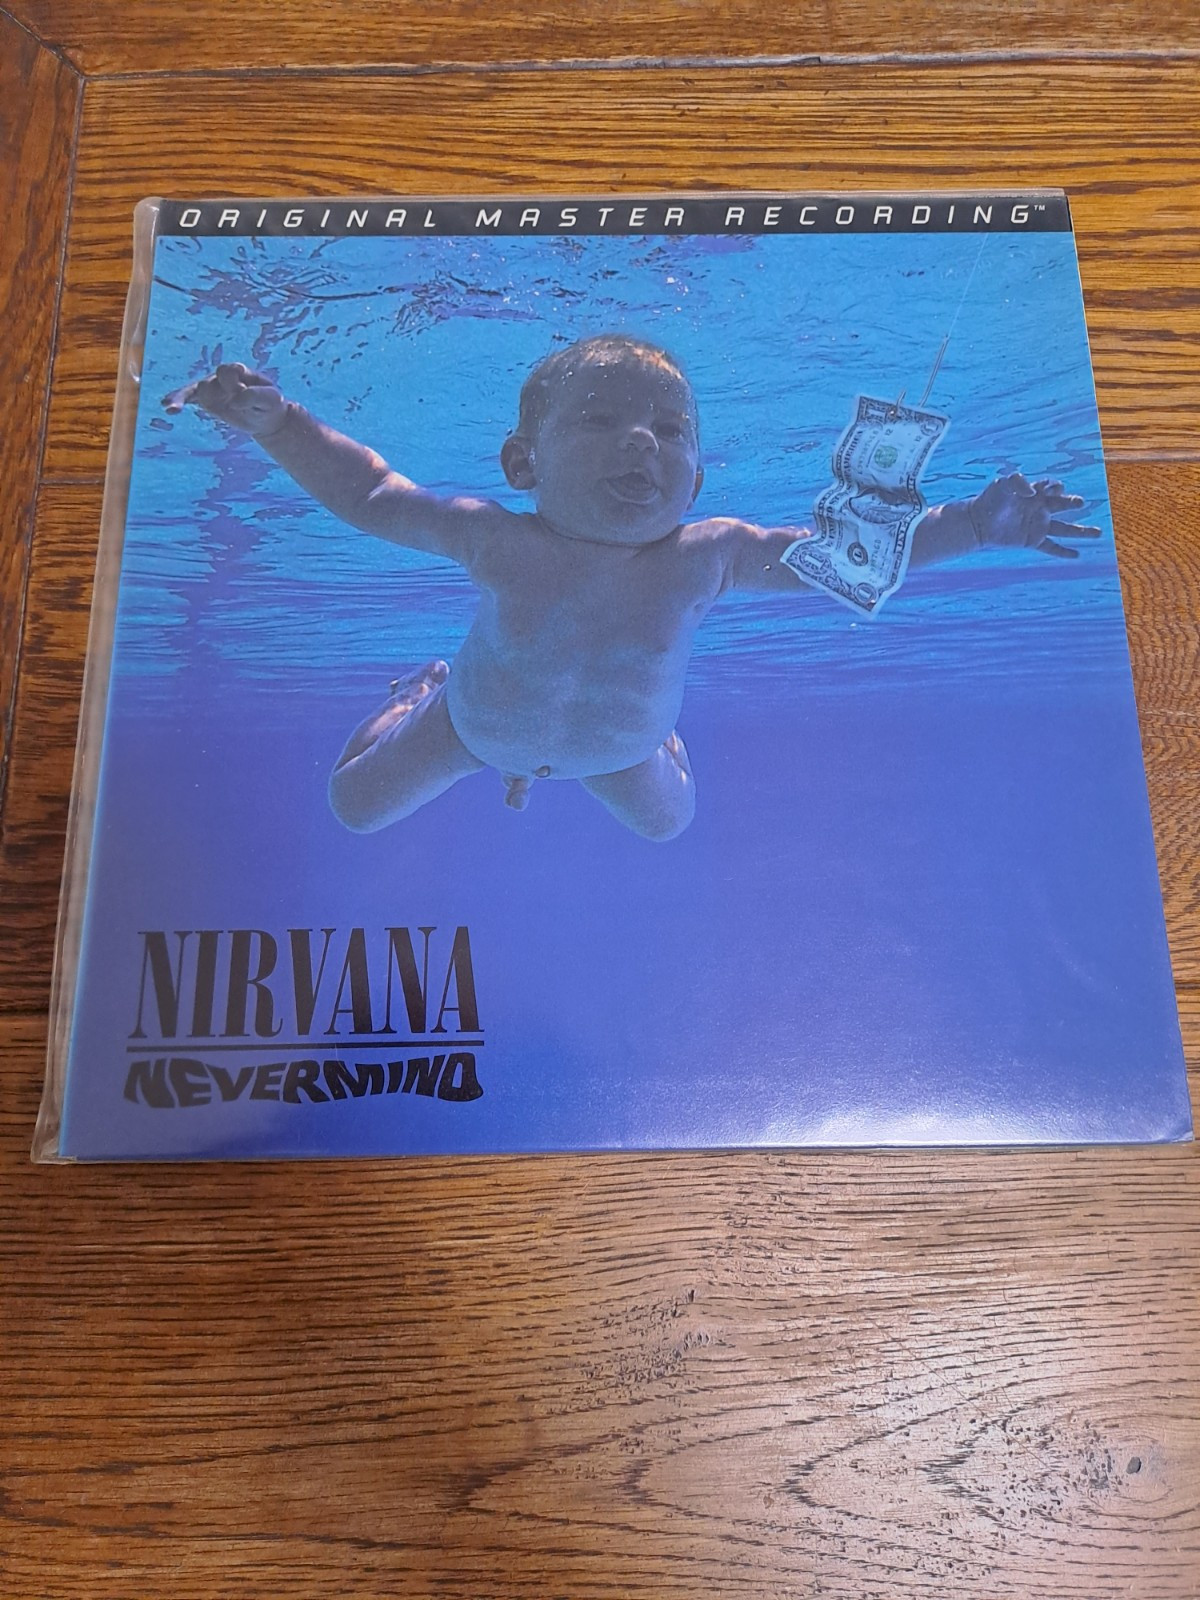 ORIGINAL MASTER RECORDING™
NIRVANA
NEVERMIND